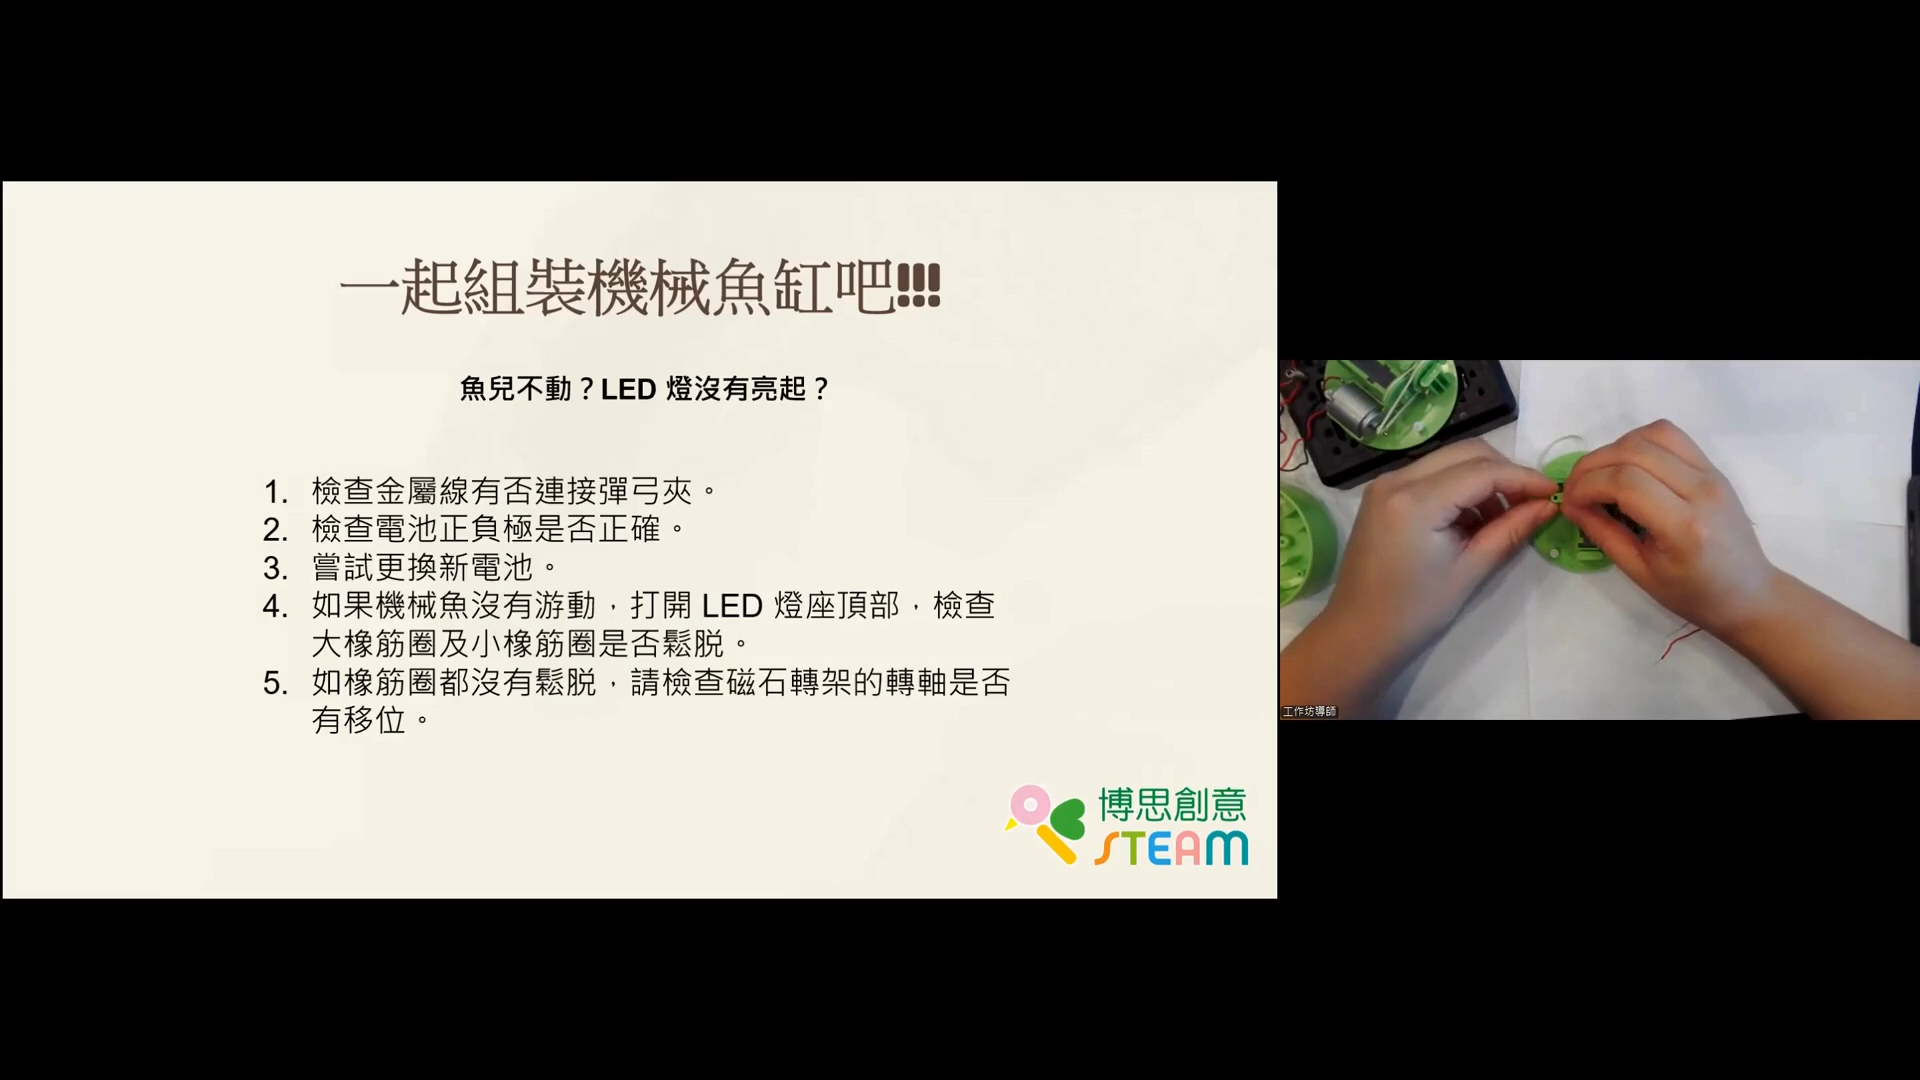 一起組裝機械魚缸吧!!!
魚兒不動？LED 燈沒有亮起？
1. 檢查金屬線有否連接彈弓夾。
2. 檢查電池正負極是否正確。
3. 嘗試更換新電池。
4. 如果機械魚沒有游動，打開 LED 燈座頂部，檢查
大橡筋圈及小橡筋圈是否鬆脱。
5. 如橡筋圈都沒有鬆脱，請檢查磁石轉架的轉軸是否
有移位。
博思創意
STEAM
工作坊導師